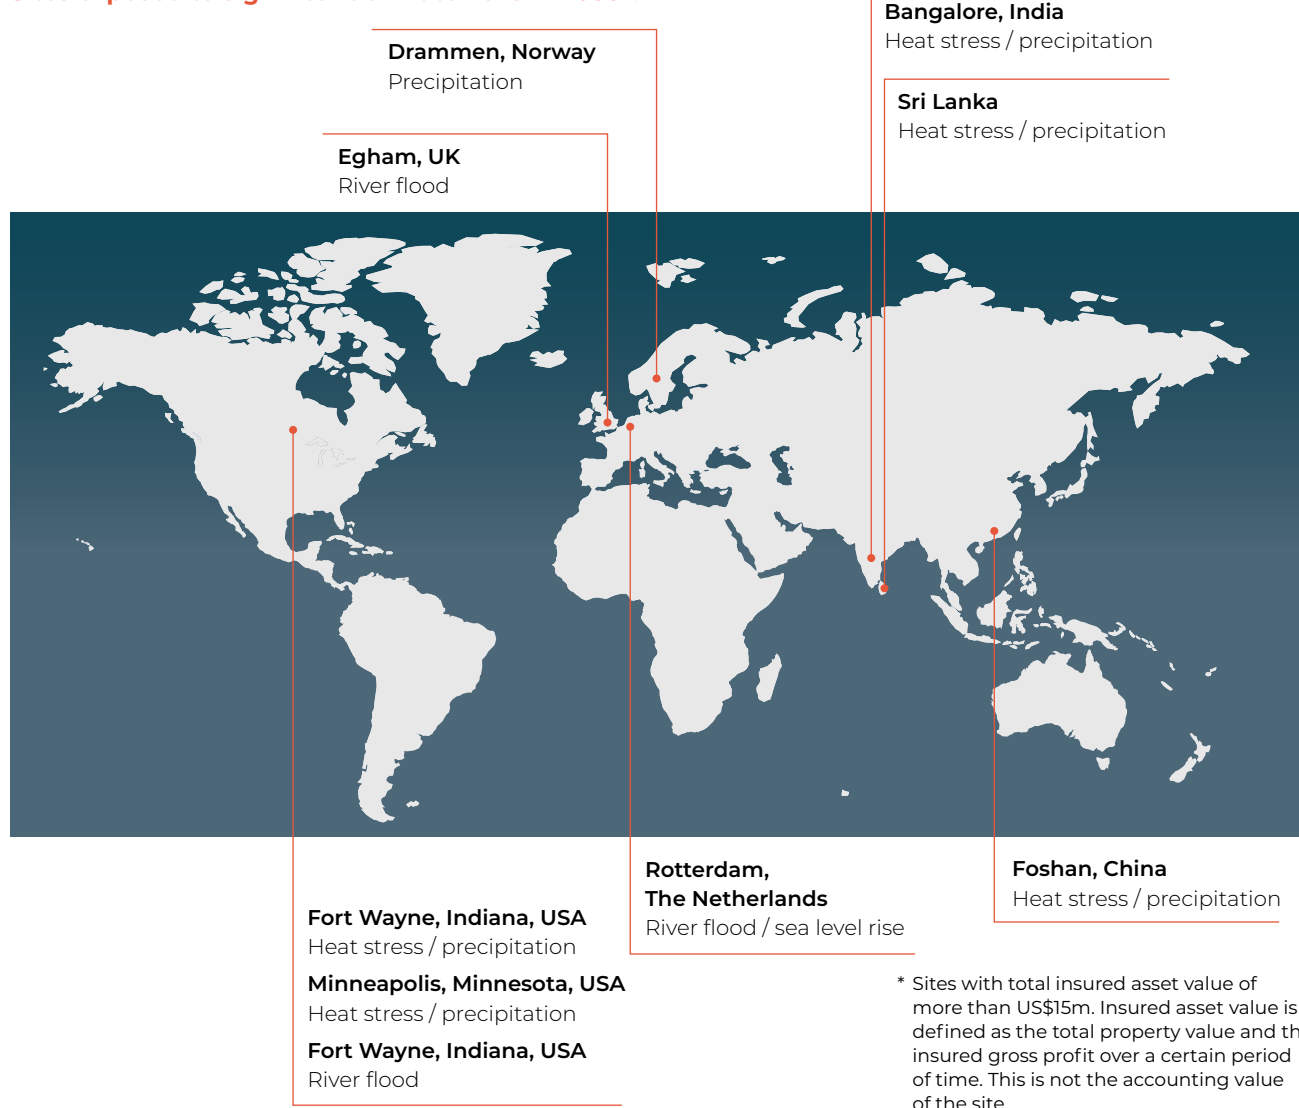 Bangalore, India
Heat stress / precipitation
Drammen, Norway
Precipitation
Sri Lanka
Heat stress / precipitation
Egham, UK
River flood
Rotterdam,
The Netherlands
River flood / sea level rise
Foshan, China
Heat stress / precipitation
Fort Wayne, Indiana, USA
Heat stress / precipitation
Minneapolis, Minnesota, USA
Heat stress / precipitation
Fort Wayne, Indiana, USA
River flood
* Sites with total insured asset value of
more than US$15m. Insured asset value is
defined as the total property value and th
insured gross profit over a certain period
of time. This is not the accounting value
of the site